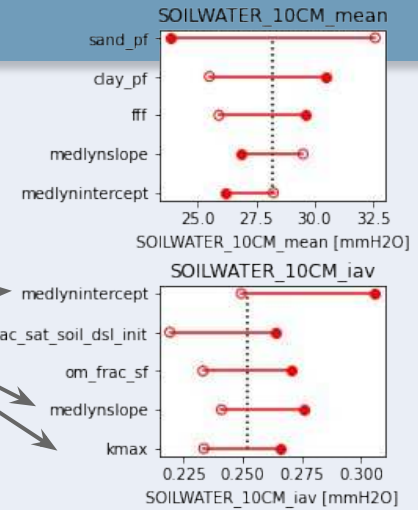 SOILWATER_10CM_mean
sand_pf
clay_pf
fff
medlynslope
medlynintercept
25.0 27.5 30.0 32.5
SOILWATER_10CM_mean [mmH2O]
SOILWATER_10CM_iav
medlynintercept
ac_sat_soil_dsl_init
om_frac_sf
medlynslope
kmax
0.225 0.250 0.275 0.300
SOILWATER_10CM_iav [mmH2O]